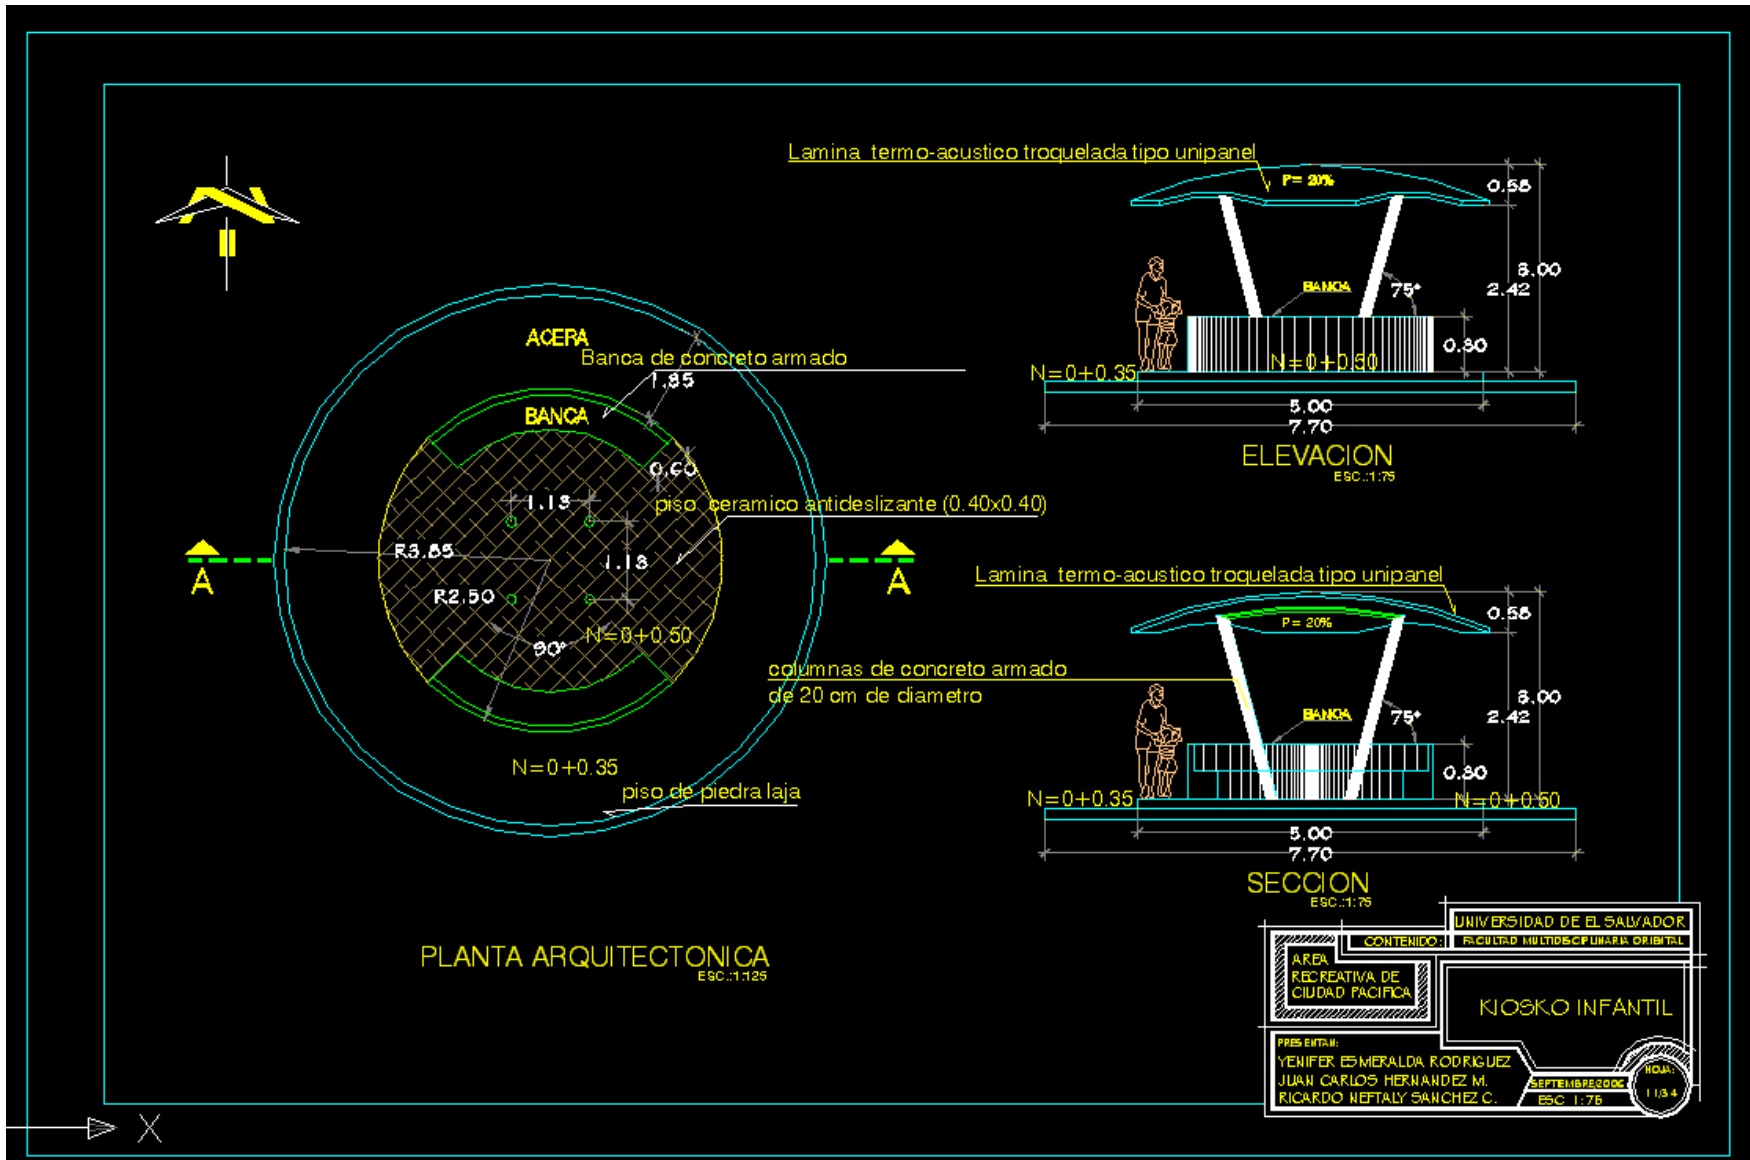 Lamina termo-acustico troquelada tipo unipanel
P= 20%
0.58
3.00
2.42
BANCA
75°
0.80
N=0+0.50
N=0+0.35
5.00
7.70
ELEVACION
ESC.:1:75
ACERA
Banca de concreto armado
1.35
BANCA
0.60
1.13
piso ceramico antideslizante (0.40x0.40)
R3.85
1.13
A
A
R2.50
N=0+0.50
90°
N=0+0.35
piso de piedra laja
PLANTA ARQUITECTONICA
ESC.:1:125
Lamina termo-acustico troquelada tipo unipanel
0.58
P= 20%
columnas de concreto armado
de 20 cm de diametro
3.00
2.42
BANCA
75°
0.80
N=0+0.35
N=0+0.50
5.00
7.70
SECCION
ESC.:1:75
UNIVERSIDAD DE EL SALVADOR
CONTENIDO:
FACULTAD MULTIDISCIPLINARIA ORIENTAL
AREA
RECREATIVA DE
CIUDAD PACIFICA
KIOSKO INFANTIL
PRESENTAN:
YENIFER ESMERALDA RODRIGUEZ
JUAN CARLOS HERNANDEZ M.
RICARDO NEFTALY SANCHEZ C.
SEPTEMBRE/2006
ESC 1:75
HOJA:
11/34
X